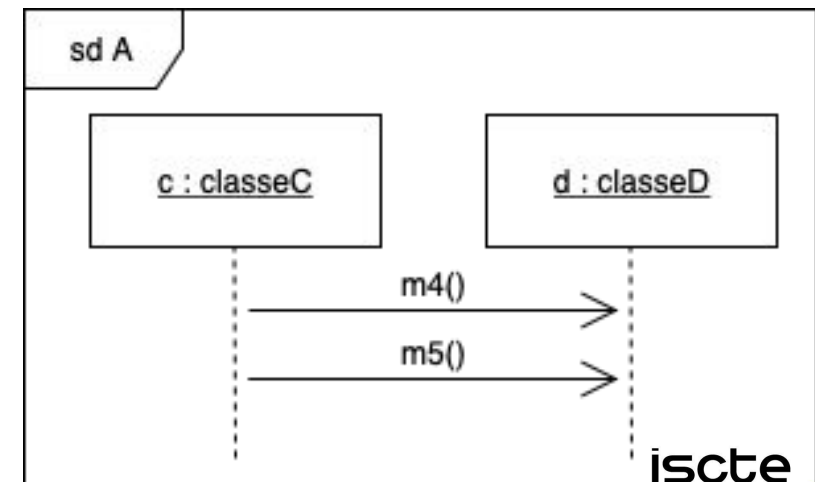 sd A
c : classeC
d : classeD
m4()
m5()
iscte